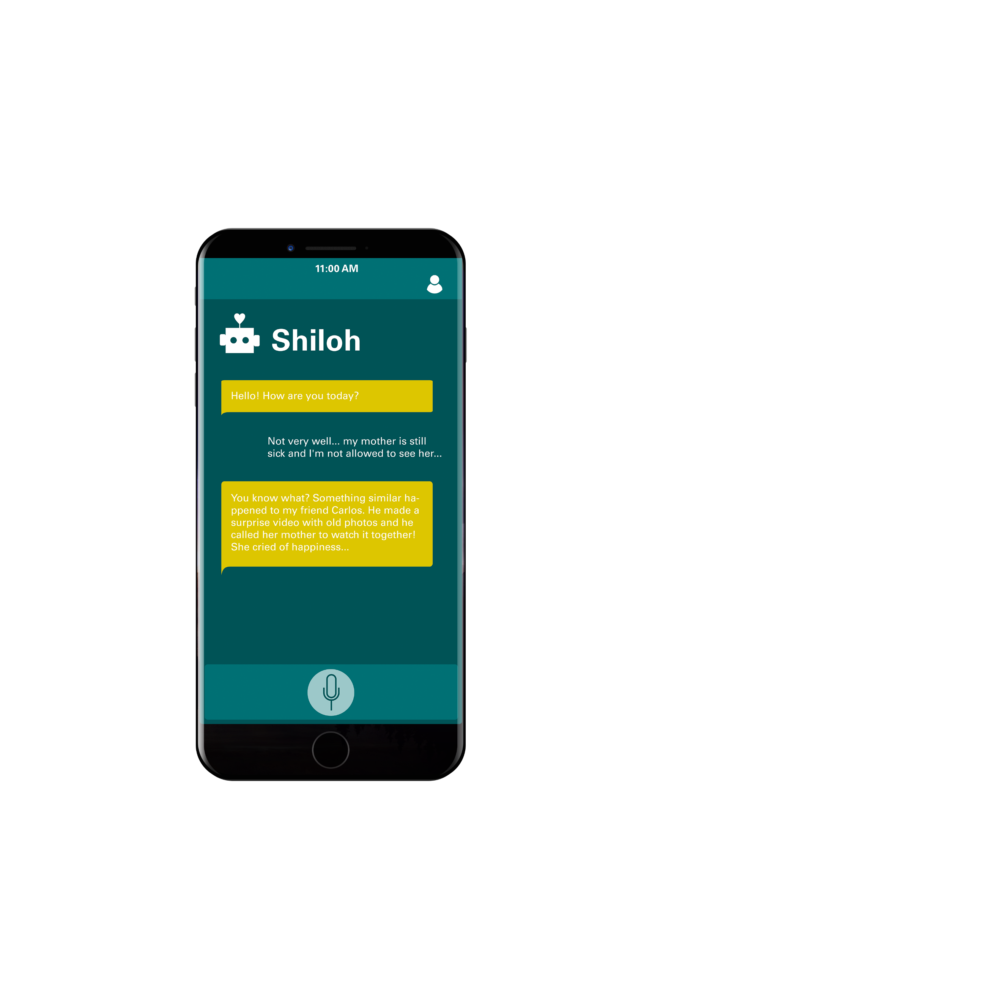 11:00 AM
Shiloh
Hello! How are you today?
Not very well... my mother is still
sick and I'm not allowed to see her...
You know what? Something similar ha-
ppened to my friend Carlos. He made a
surprise video with old photos and he
called her mother to watch it together!
She cried of happiness...